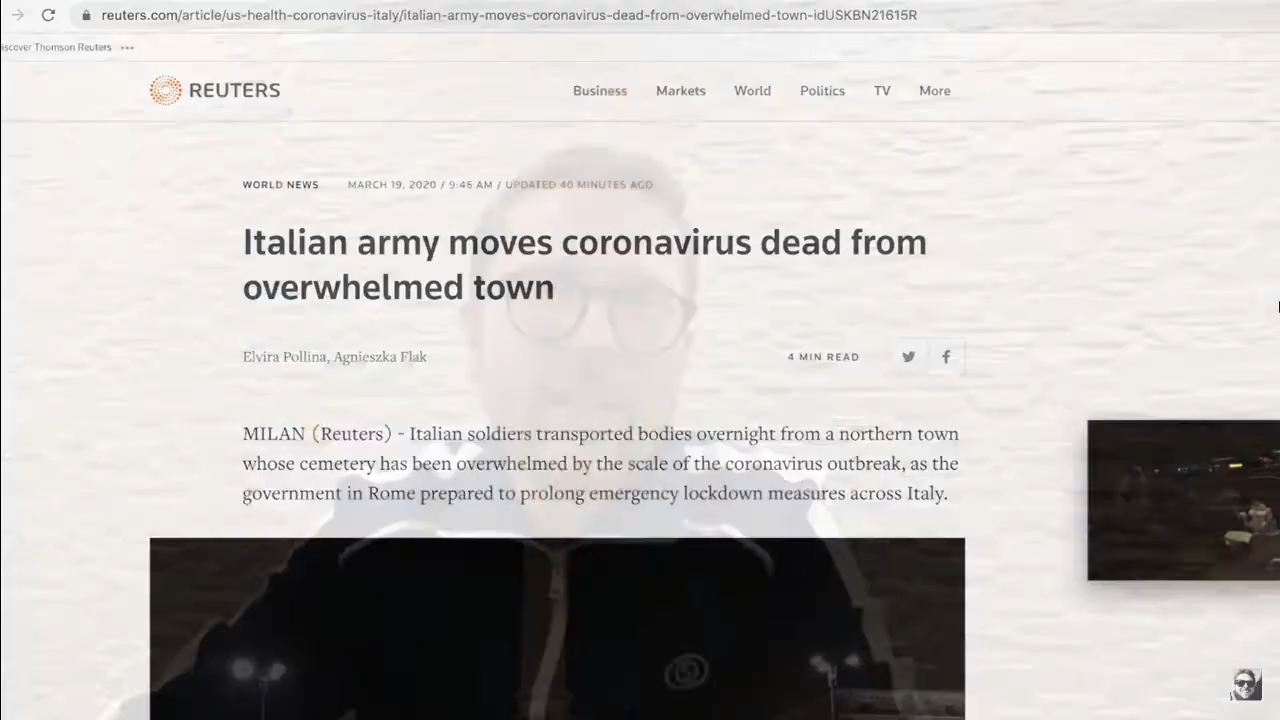 reuters.com/article/us-health-coronavirus-italy/italian-army-moves-coronavirus-dead-from-overwhelmed-town-idUSKBN21615R
iscover Thomson Reuters
REUTERS
Business Markets World Politics TV More
WORLD NEWS MARCH 19, 2020 / 9:46 AM / UPDATED 40 MINUTES AGO
Italian army moves coronavirus dead from
overwhelmed town
Elvira Pollina, Agnieszka Flak
4 MIN READ
MILAN (Reuters) - Italian soldiers transported bodies overnight from a northern town
whose cemetery has been overwhelmed by the scale of the coronavirus outbreak, as the
government in Rome prepared to prolong emergency lockdown measures across Italy.